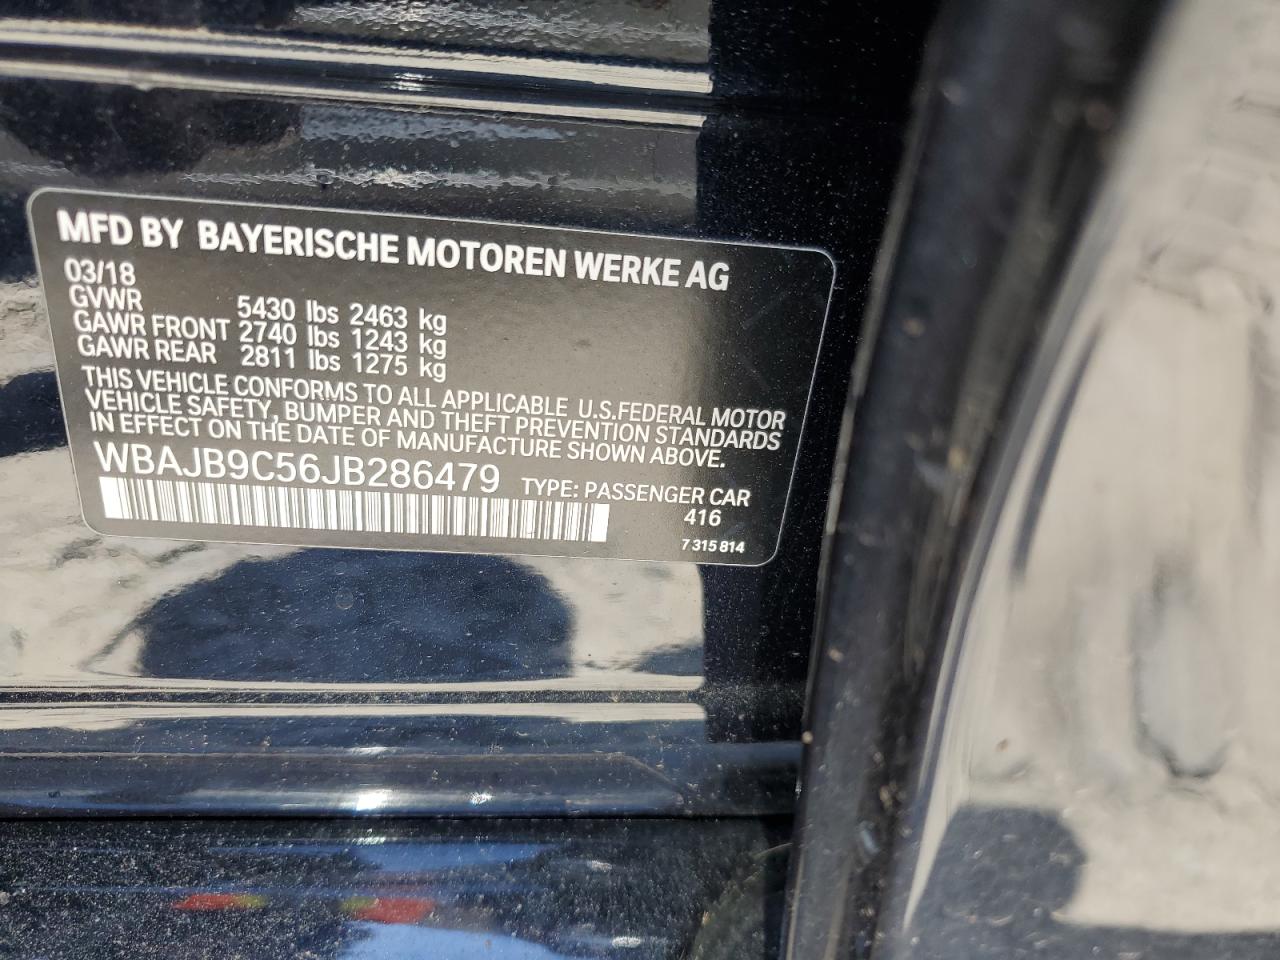 MFD BY BAYERISCHE MOTOREN WERKE AG
03/18
GVWR 5430 lbs 2463 kg
GAWR FRONT 2740 lbs 1243 kg
GAWR REAR 2811 lbs 1275 kg
THIS VEHICLE CONFORMS TO ALL APPLICABLE U.S.FEDERAL MOTOR
VEHICLE SAFETY, BUMPER AND THEFT PREVENTION STANDARDS
IN EFFECT ON THE DATE OF MANUFACTURE SHOWN ABOVE.
WBAJB9C56JB286479 TYPE: PASSENGER CAR
416
7 315 814